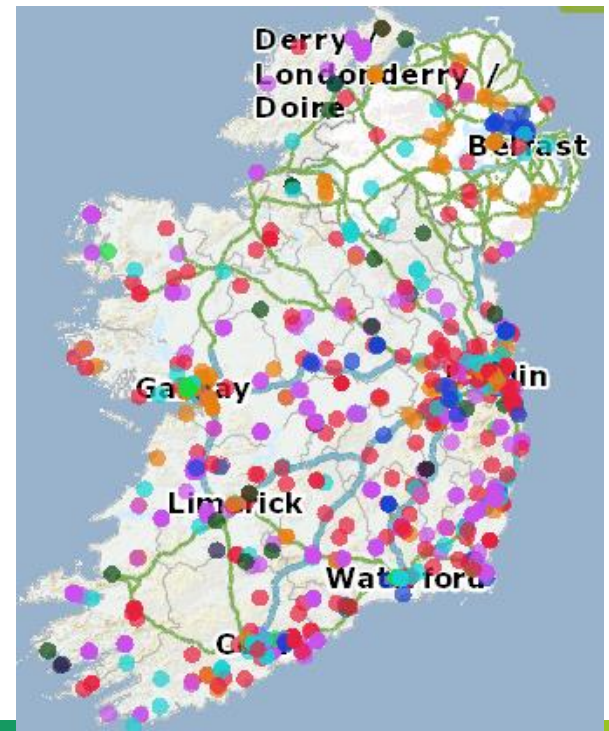 Derry /
Londonderry /
Doire
Belfast
Galway
Limerick
Waterford